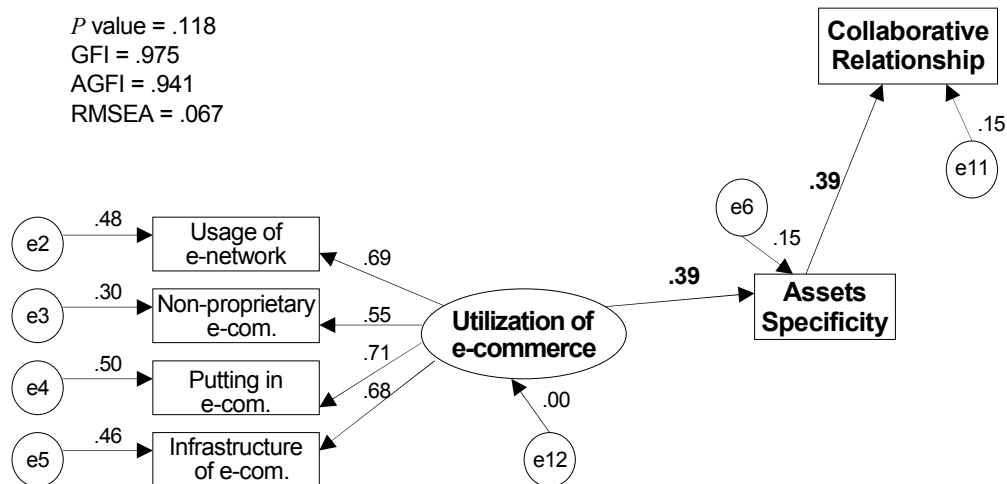 P value = .118
GFI = .975
AGFI = .941
RMSEA = .067
Collaborative
Relationship
.15
e11
.39
e6
.15
Assets
Specificity
.39
e2
.48
Usage of
e-network
.69
e3
.30
Non-proprietary
e-com.
.55
Utilization of
e-commerce
e4
.50
Putting in
e-com.
.71
e5
.46
Infrastructure
of e-com.
.68
.00
e12